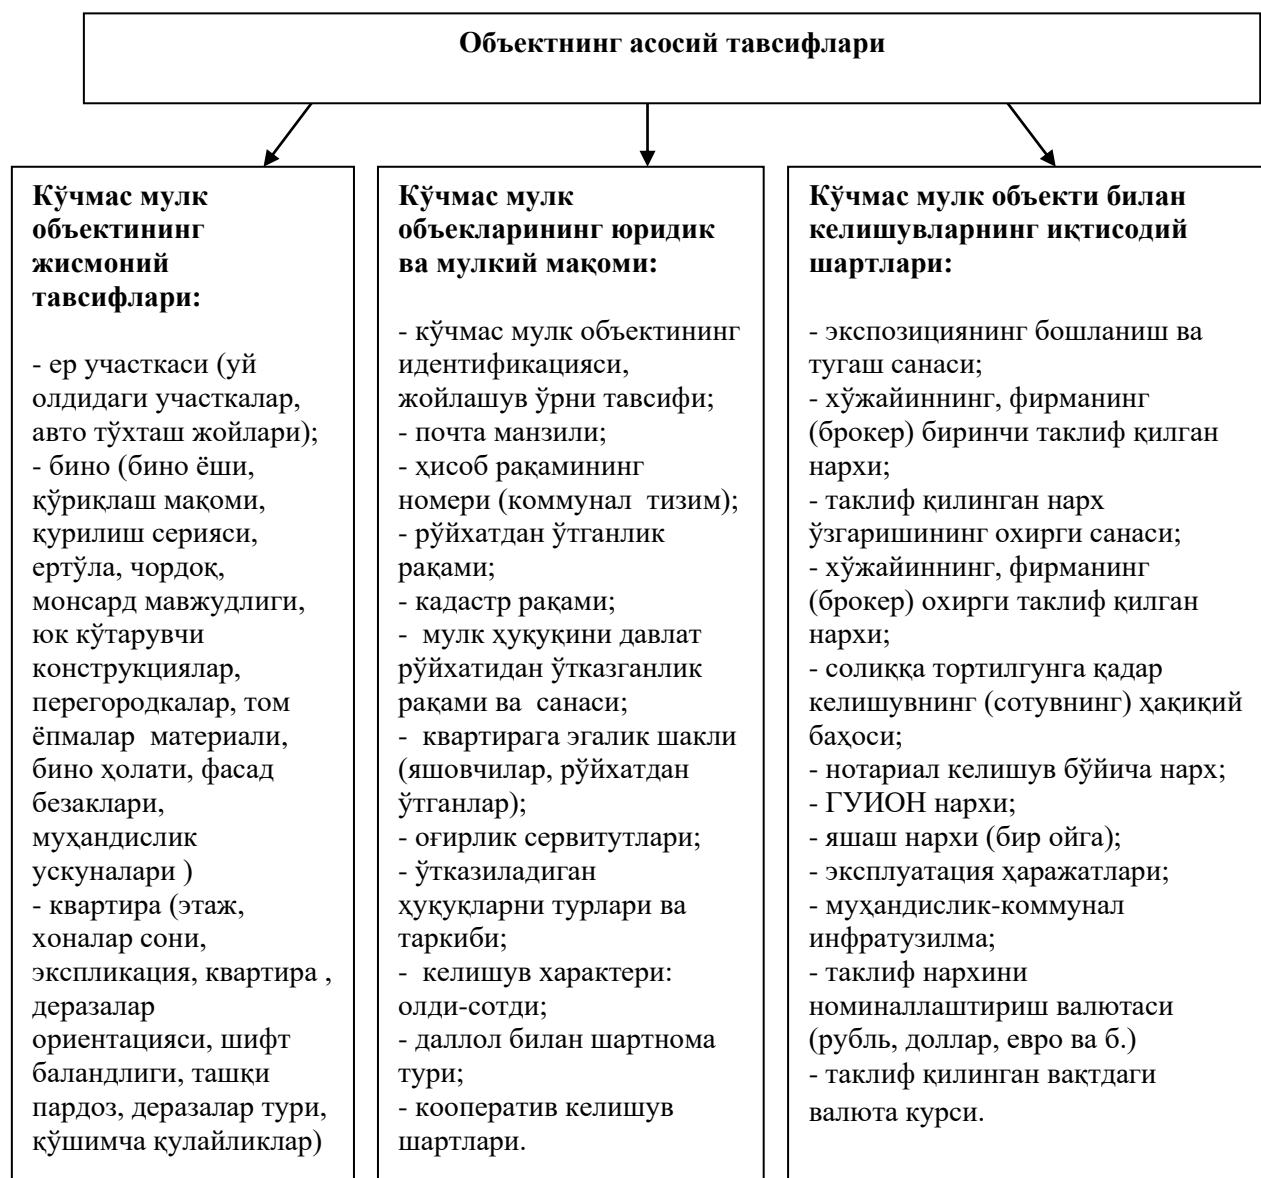 Объектнинг асосий тавсифлари
Кўчмас мулк
объектининг
жисмоний
тавсифлари:
- ер участкаси (уй
олдидаги участкалар,
авто тўхташ жойлари);
- бино (бино ёши,
қўриқлаш мақоми,
қурилиш серияси,
ертўла, чордоқ,
монсард мавжудлиги,
юк кўтарувчи
конструкциялар,
перегородкалар, том
ёпмалар материали,
бино ҳолати, фасад
безаклари,
муҳандислик
ускуналари )
- квартира (этаж,
хоналар сони,
экспликация, квартира ,
деразалар
ориентацияси, шифт
баландлиги, ташқи
пардоз, деразалар тури,
қўшимча қулайликлар)
Кўчмас мулк
объекларининг юридик
ва мулкий мақоми:
- кўчмас мулк объектининг
идентификацияси,
жойлашув ўрни тавсифи;
- почта манзили;
- ҳисоб рақамининг
номери (коммунал тизим);
- рўйхатдан ўтганлик
рақами;
- кадастр рақами;
- мулк ҳуқуқини давлат
рўйхатидан ўтказганлик
рақами ва санаси;
- квартирага эгалик шакли
(яшовчилар, рўйхатдан
ўтганлар);
- оғирлик сервитутлари;
- ўтказиладиган
ҳуқуқларни турлари ва
таркиби;
- келишув характери:
олди-сотди;
- даллол билан шартнома
тури;
- кооператив келишув
шартлари.
Кўчмас мулк объекти билан
келишувларнинг иқтисодий
шартлари:
- экспозициянинг бошланиш ва
тугаш санаси;
- хўжайиннинг, фирманинг
(брокер) биринчи таклиф қилган
нархи;
- таклиф қилинган нарх
ўзгаришининг охирги санаси;
- хўжайиннинг, фирманинг
(брокер) охирги таклиф қилган
нархи;
- солиққа тортилгунга қадар
келишувнинг (сотувнинг) ҳақиқий
баҳоси;
- нотариал келишув бўйича нарх;
- ГУИОН нархи;
- яшаш нархи (бир ойга);
- эксплуатация ҳаражатлари;
- муҳандислик-коммунал
инфратузилма;
- таклиф нархини
номиналлаштириш валютаси
(рубль, доллар, евро ва б.)
- таклиф қилинган вақтдаги
валюта курси.